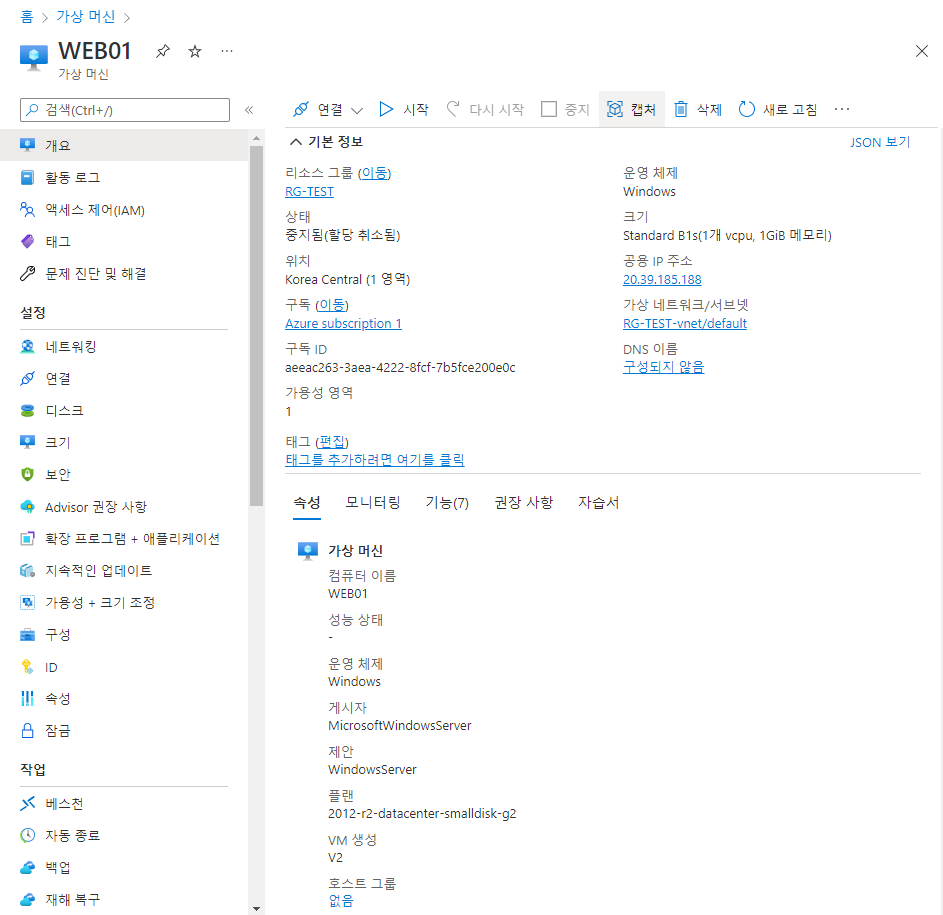 홈 > 가상 머신 >
WEB01
가상 머신
검색(Ctrl+/)
«
개요
활동 로그
액세스 제어(IAM)
태그
문제 진단 및 해결
설정
네트워킹
연결
디스크
크기
보안
Advisor 권장 사항
확장 프로그램 + 애플리케이션
지속적인 업데이트
가용성 + 크기 조정
구성
ID
속성
잠금
작업
베스천
자동 종료
백업
재해 복구
연결 시작 다시 시작 중지 캡처 삭제 새로 고침 ···
기본 정보 JSON 보기
리소스 그룹 (이동)
RG-TEST
상태
중지됨(할당 취소됨)
위치
Korea Central (1 영역)
구독 (이동)
Azure subscription 1
구독 ID
aeeac263-3aea-4222-8fcf-7b5fce200e0c
가용성 영역
1
운영 체제
Windows
크기
Standard B1s(1개 vcpu, 1GiB 메모리)
공용 IP 주소
20.39.185.188
가상 네트워크/서브넷
RG-TEST-vnet/default
DNS 이름
구성되지 않음
태그 (편집)
태그를 추가하려면 여기를 클릭
속성 모니터링 기능(7) 권장 사항 자습서
가상 머신
컴퓨터 이름
WEB01
성능 상태
-
운영 체제
Windows
게시자
MicrosoftWindowsServer
제안
WindowsServer
플랜
2012-r2-datacenter-smalldisk-g2
VM 생성
V2
호스트 그룹
없음